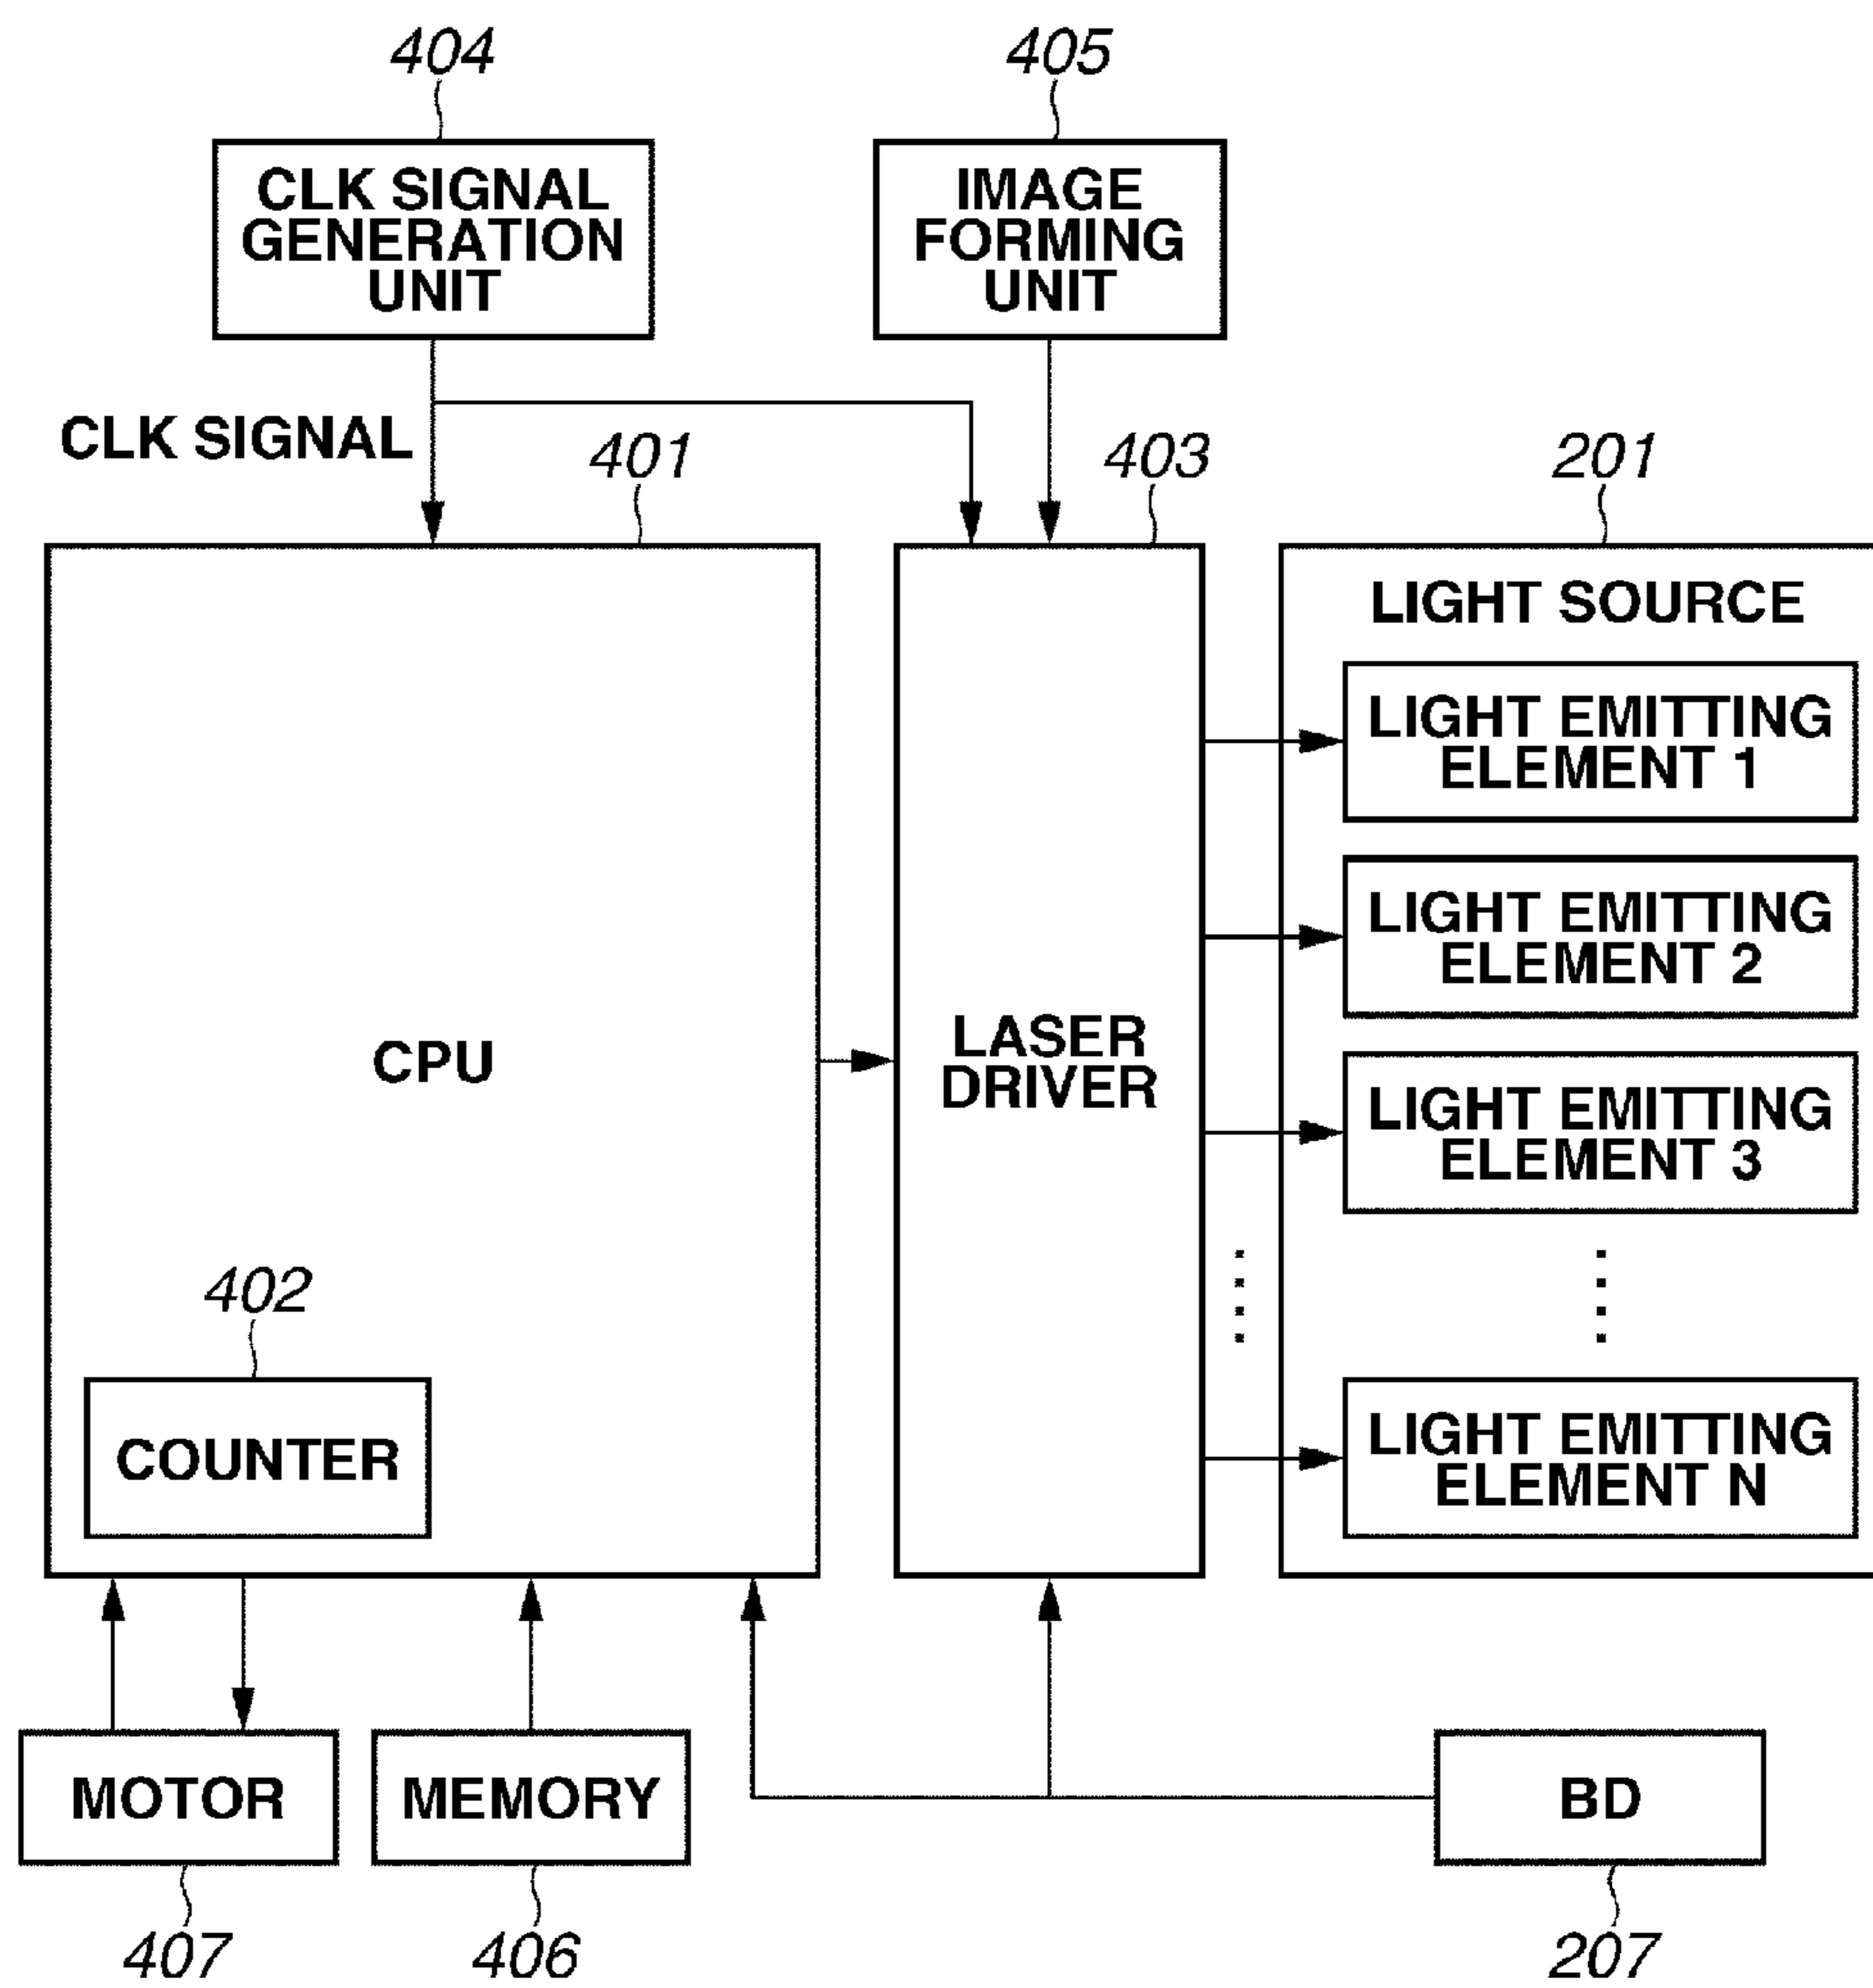 404
405
CLK SIGNAL
GENERATION
UNIT
IMAGE
FORMING
UNIT
CLK SIGNAL
401
403
201
LIGHT SOURCE
LIGHT EMITTING
ELEMENT 1
LIGHT EMITTING
ELEMENT 2
LIGHT EMITTING
ELEMENT 3
CPU
LASER
DRIVER
402
COUNTER
LIGHT EMITTING
ELEMENT N
MOTOR
MEMORY
BD
407
406
207